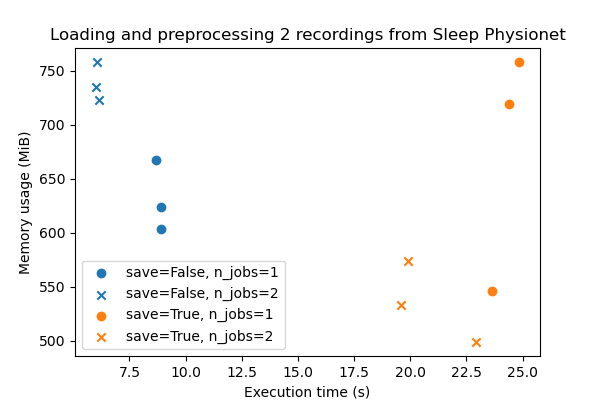 Loading and preprocessing 2 recordings from Sleep Physionet
Memory usage (MiB)
750
700
650
600
550
500
save=False, n_jobs=1
save=False, n_jobs=2
save=True, n_jobs=1
save=True, n_jobs=2
7.5 10.0 12.5 15.0 17.5 20.0 22.5 25.0
Execution time (s)